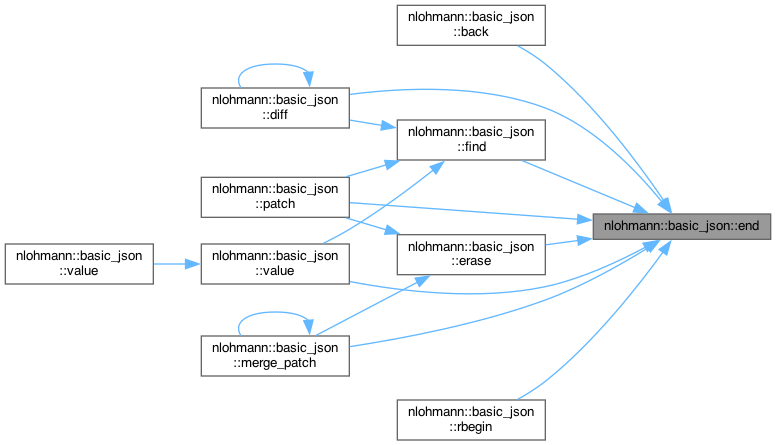 nlohmann::basic_json
::back
nlohmann::basic_json
::diff
nlohmann::basic_json
::find
nlohmann::basic_json
::patch
nlohmann::basic_json::end
nlohmann::basic_json
::value
nlohmann::basic_json
::value
nlohmann::basic_json
::erase
nlohmann::basic_json
::merge_patch
nlohmann::basic_json
::rbegin